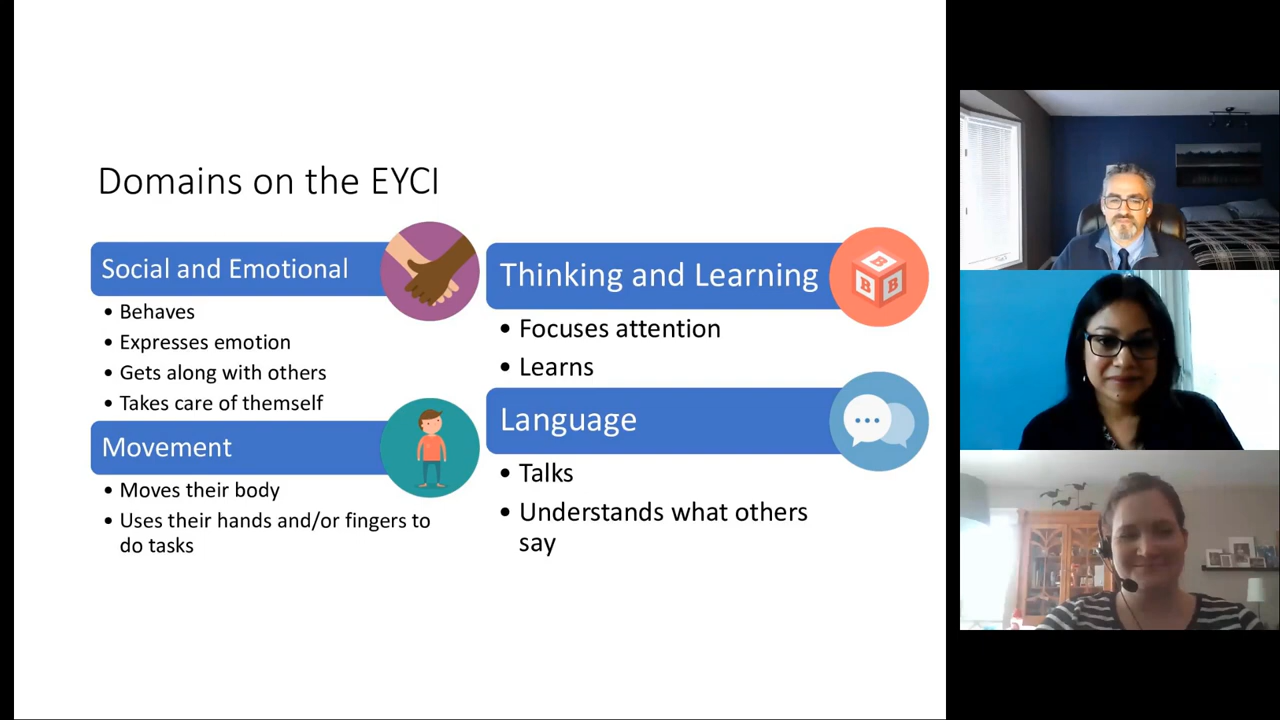 Domains on the EYCI
Social and Emotional
• Behaves
• Expresses emotion
• Gets along with others
• Takes care of themself
Movement
• Moves their body
• Uses their hands and/or fingers to
do tasks
Thinking and Learning
B
B
B
• Focuses attention
• Learns
Language
• Talks
• Understands what others
say